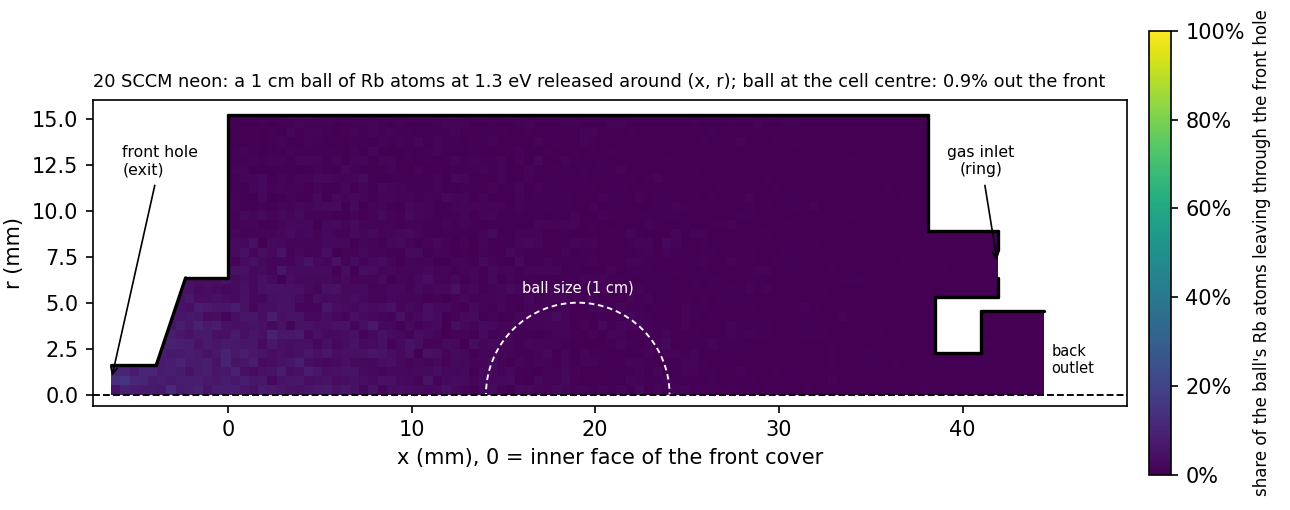 20 SCCM neon: a 1 cm ball of Rb atoms at 1.3 eV released around (x, r); ball at the cell centre: 0.9% out the front
15.0
12.5
10.0
7.5
5.0
2.5
0.0
r (mm)
front hole
(exit)
ball size (1 cm)
gas inlet
(ring)
back
outlet
0
10
20
30
40
x (mm), 0 = inner face of the front cover
100%
80%
60%
40%
20%
0%
share of the ball's Rb atoms leaving through the front hole